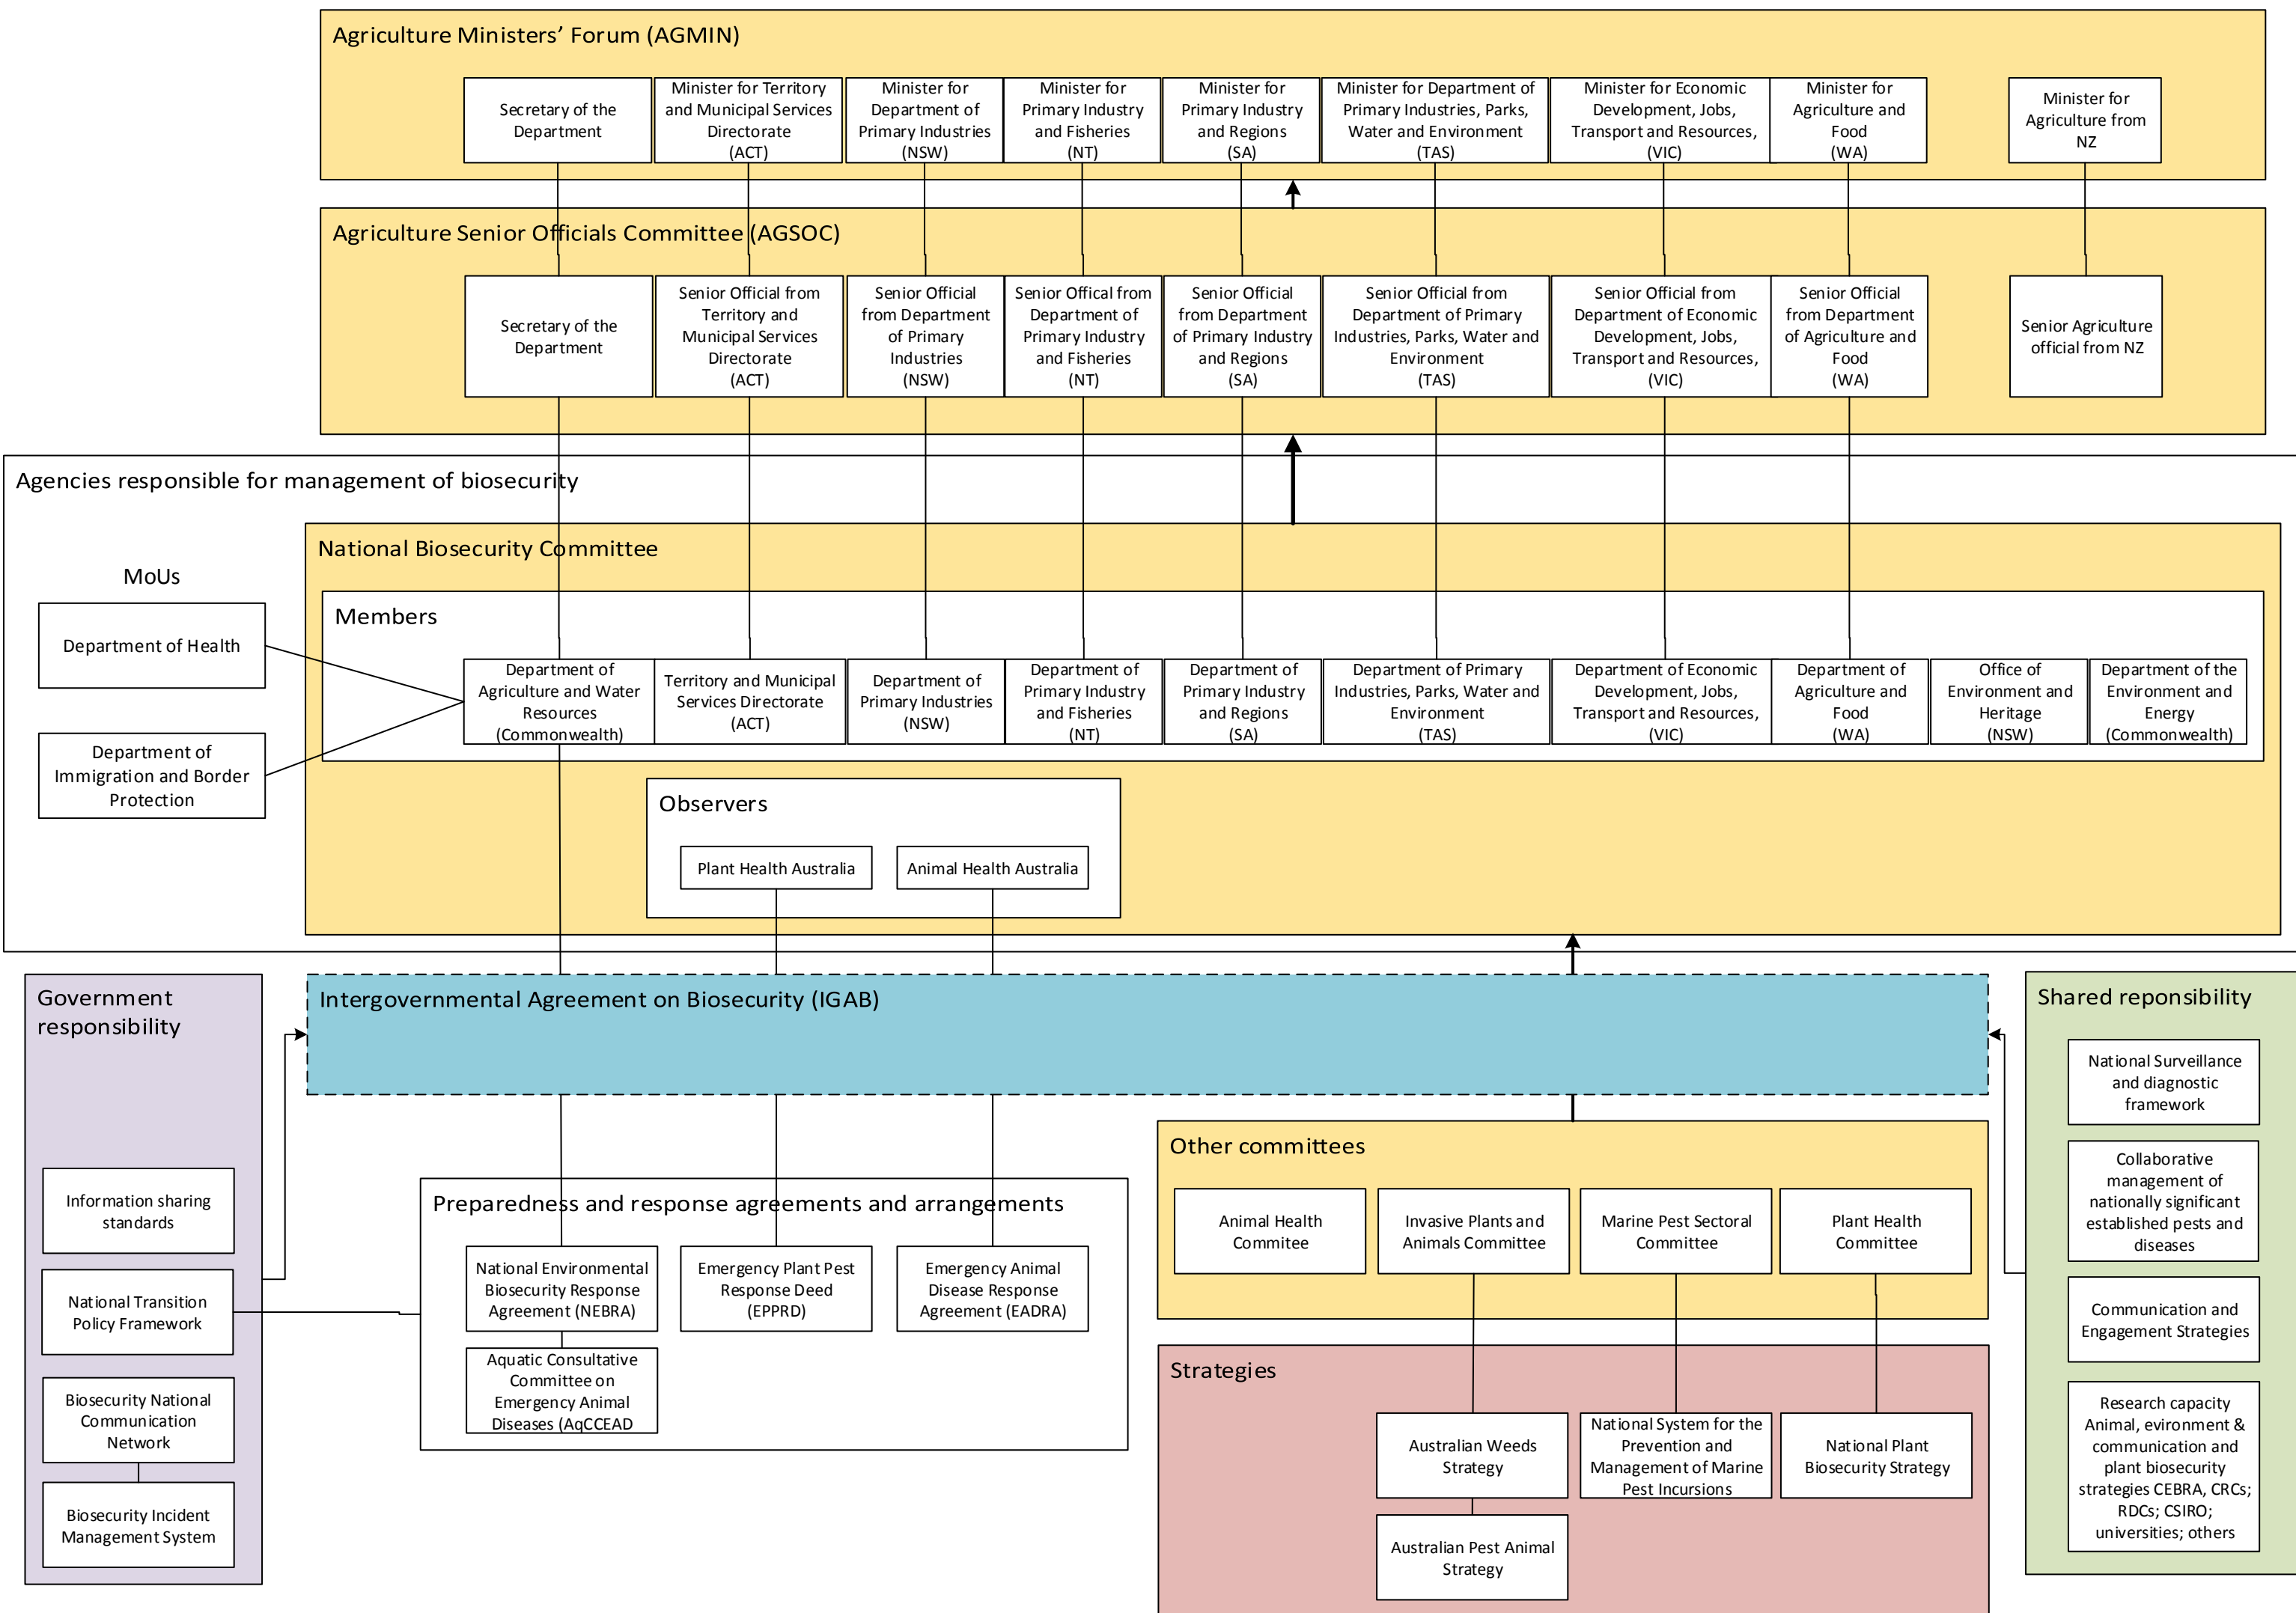 Agriculture Ministers’ Forum (AGMIN)
Secretary of the
Department
Minister for Territory
and Municipal Services
Directorate
(ACT)
Minister for
Department of
Primary Industries
(NSW)
Minister for
Primary Industry
and Fisheries
(NT)
Minister for
Primary Industry
and Regions
(SA)
Minister for Department of
Primary Industries, Parks,
Water and Environment
(TAS)
Minister for Economic
Development, Jobs,
Transport and Resources,
(VIC)
Minister for
Agriculture and
Food
(WA)
Minister for
Agriculture from
NZ
Agriculture Senior Officials Committee (AGSOC)
Secretary of the
Department
Senior Official from
Territory and
Municipal Services
Directorate
(ACT)
Senior Official
from Department
of Primary
Industries
(NSW)
Senior Offical from
Department of
Primary Industry
and Fisheries
(NT)
Senior Official
from Department
of Primary Industry
and Regions
(SA)
Senior Official from
Department of Primary
Industries, Parks, Water and
Environment
(TAS)
Senior Official from
Department of Economic
Development, Jobs,
Transport and Resources,
(VIC)
Senior Official
from Department
of Agriculture and
Food
(WA)
Senior Agriculture
official from NZ
Agencies responsible for management of biosecurity
MoUs
Department of Health
Department of
Immigration and Border
Protection
National Biosecurity Committee
Members
Department of
Agriculture and Water
Resources
(Commonwealth)
Territory and Municipal
Services Directorate
(ACT)
Department of
Primary Industries
(NSW)
Department of
Primary Industry
and Fisheries
(NT)
Department of
Primary Industry
and Regions
(SA)
Department of Primary
Industries, Parks, Water and
Environment
(TAS)
Department of Economic
Development, Jobs,
Transport and Resources,
(VIC)
Department of
Agriculture and
Food
(WA)
Office of
Environment and
Heritage
(NSW)
Department of the
Environment and
Energy
(Commonwealth)
Observers
Plant Health Australia
Animal Health Australia
Government
responsibility
Information sharing
standards
National Transition
Policy Framework
Biosecurity National
Communication
Network
Biosecurity Incident
Management System
Intergovernmental Agreement on Biosecurity (IGAB)
Preparedness and response agreements and arrangements
National Environmental
Biosecurity Response
Agreement (NEBRA)
Emergency Plant Pest
Response Deed
(EPPRD)
Emergency Animal
Disease Response
Agreement (EADRA)
Aquatic Consultative
Committee on
Emergency Animal
Diseases (AqCCEAD
Other committees
Animal Health
Commitee
Invasive Plants and
Animals Committee
Marine Pest Sectoral
Committee
Plant Health
Committee
Strategies
Australian Weeds
Strategy
National System for the
Prevention and
Management of Marine
Pest Incursions
National Plant
Biosecurity Strategy
Australian Pest Animal
Strategy
Shared reponsibility
National Surveillance
and diagnostic
framework
Collaborative
management of
nationally significant
established pests and
diseases
Communication and
Engagement Strategies
Research capacity
Animal, evironment &
communication and
plant biosecurity
strategies CEBRA, CRCs;
RDCs; CSIRO;
universities; others